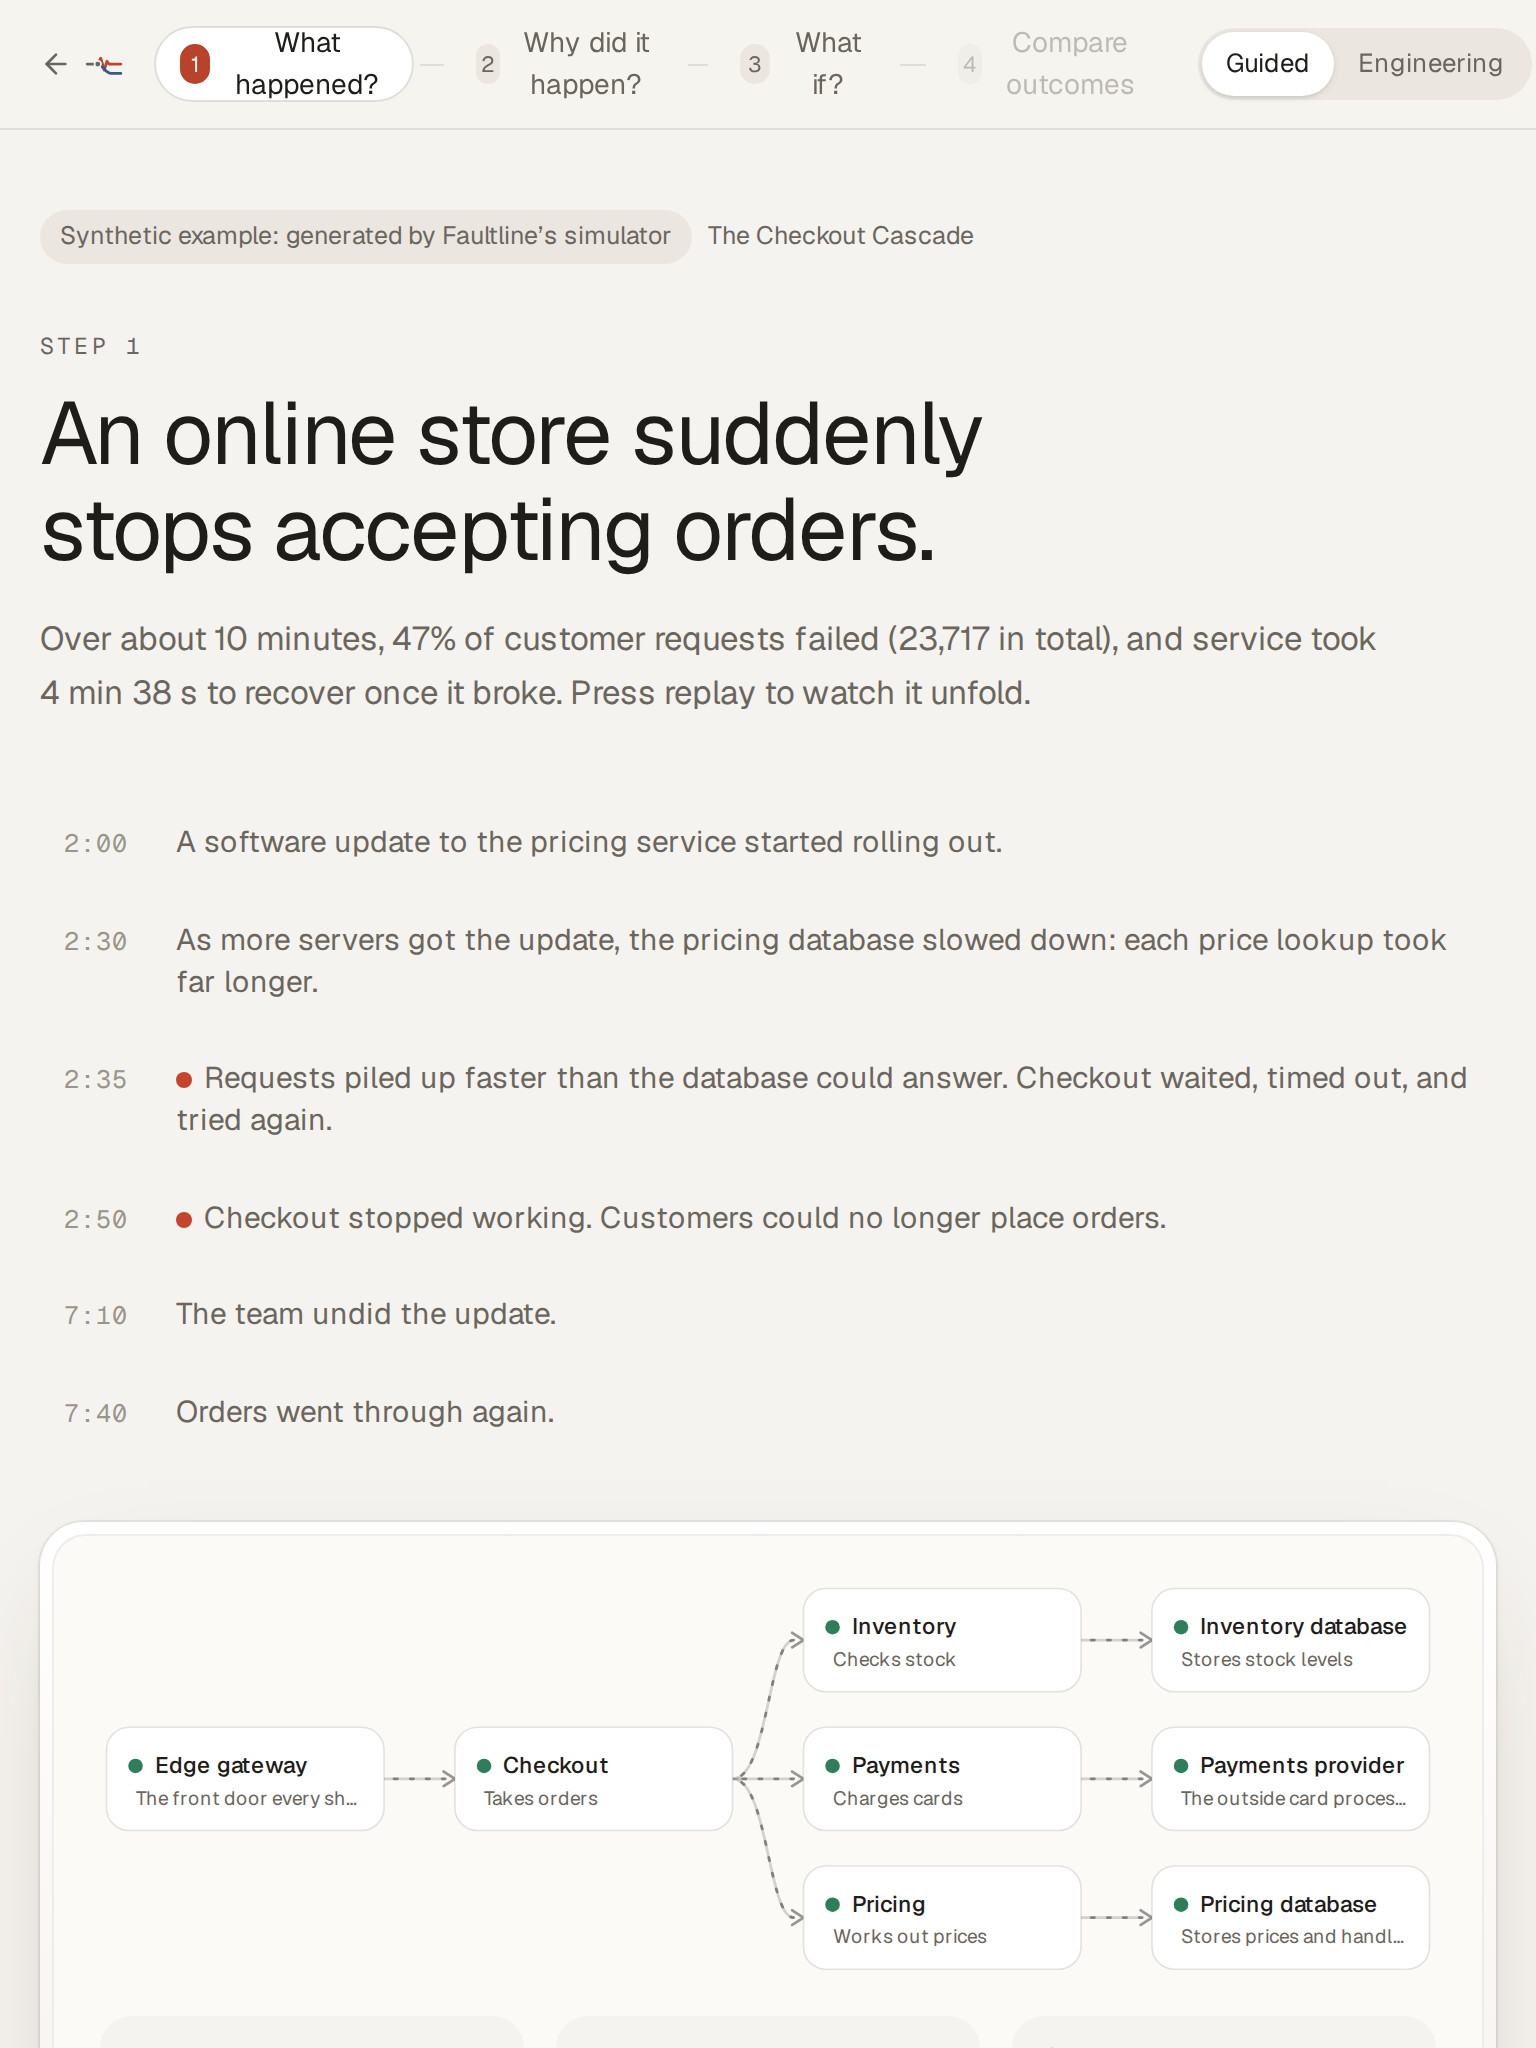 1 What happened?
2 Why did it happen?
3 What if?
4 Compare outcomes
Guided Engineering
Synthetic example: generated by Faultline’s simulator The Checkout Cascade
STEP 1
An online store suddenly
stops accepting orders.
Over about 10 minutes, 47% of customer requests failed (23,717 in total), and service took
4 min 38 s to recover once it broke. Press replay to watch it unfold.
2:00 A software update to the pricing service started rolling out.
2:30 As more servers got the update, the pricing database slowed down: each price lookup took
far longer.
2:35 Requests piled up faster than the database could answer. Checkout waited, timed out, and
tried again.
2:50 Checkout stopped working. Customers could no longer place orders.
7:10 The team undid the update.
7:40 Orders went through again.
Inventory
Checks stock
Inventory database
Stores stock levels
Edge gateway
The front door every sh…
Checkout
Takes orders
Payments
Charges cards
Payments provider
The outside card proces…
Pricing
Works out prices
Pricing database
Stores prices and handl…